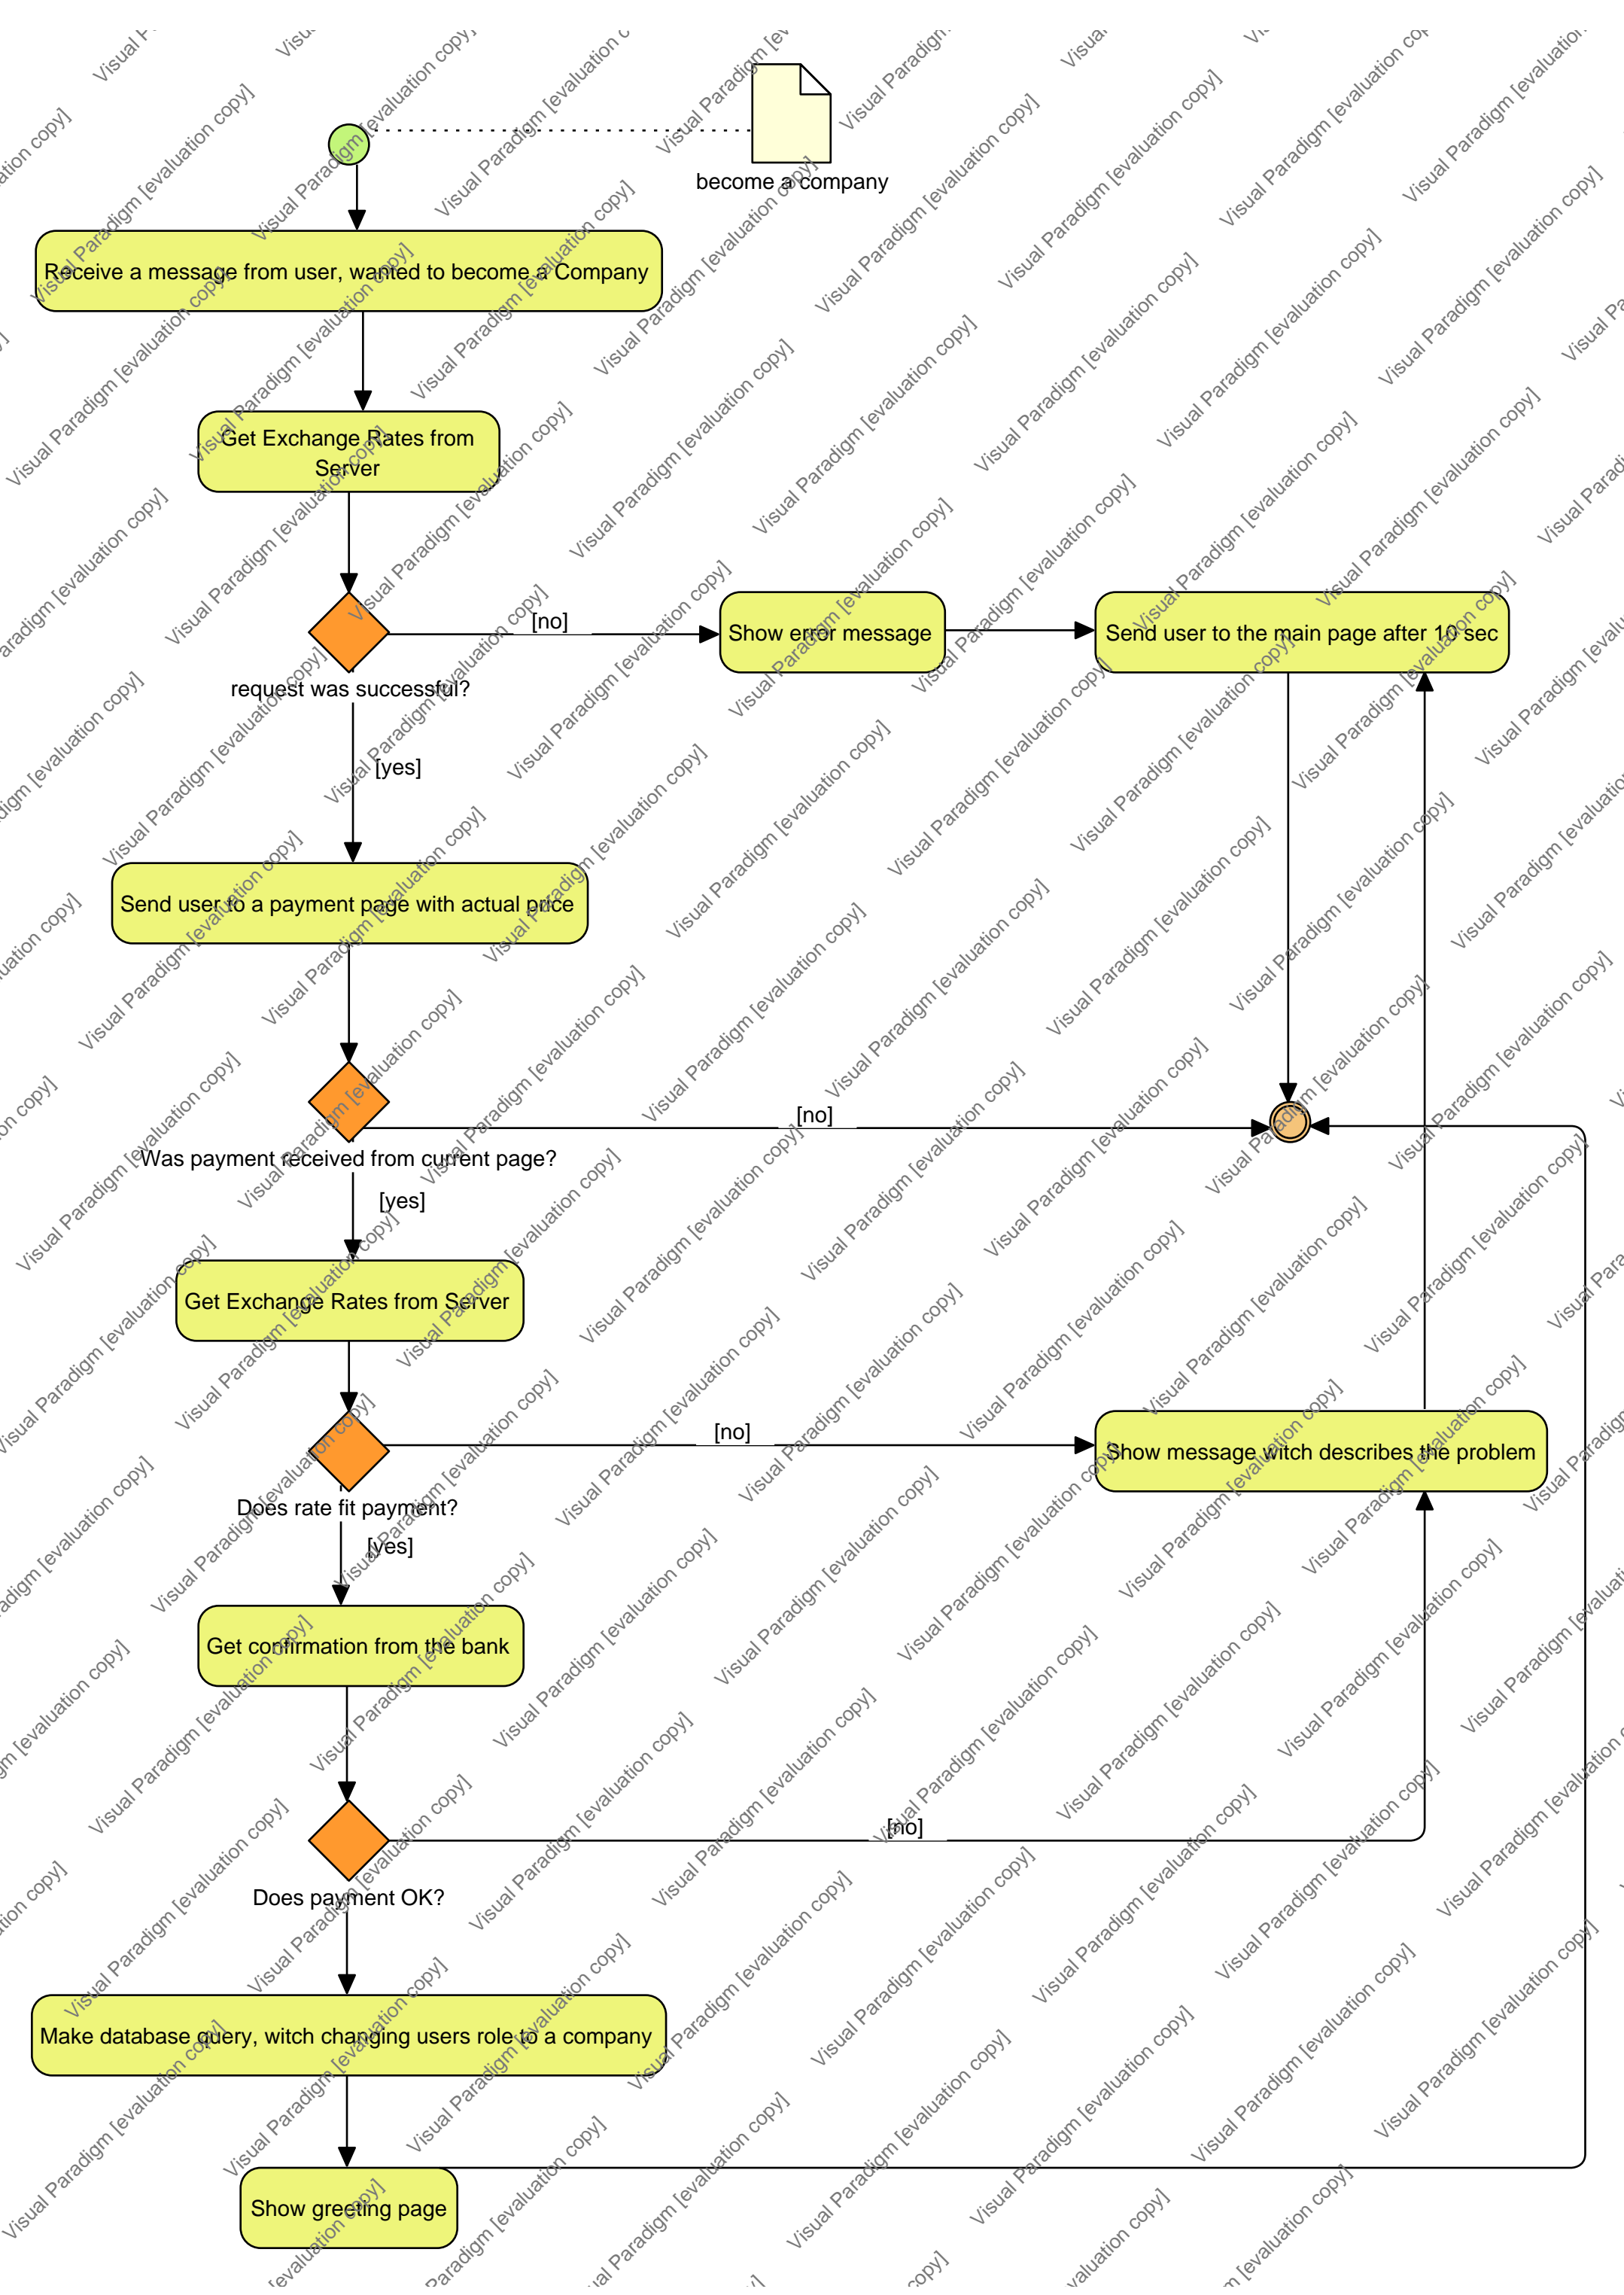 become a company
Receive a message from user, wanted to become a Company
Get Exchange Rates from
Server
[no]
Show error message
Send user to the main page after 10 sec
request was successful?
[yes]
Send user to a payment page with actual price
[no]
Was payment received from current page?
[yes]
Get Exchange Rates from Server
[no]
Show message witch describes the problem
Does rate fit payment?
[yes]
Get confirmation from the bank
[no]
Does payment OK?
Make database query, witch changing users role to a company
Show greeting page
Visual Paradigm [evaluation copy]